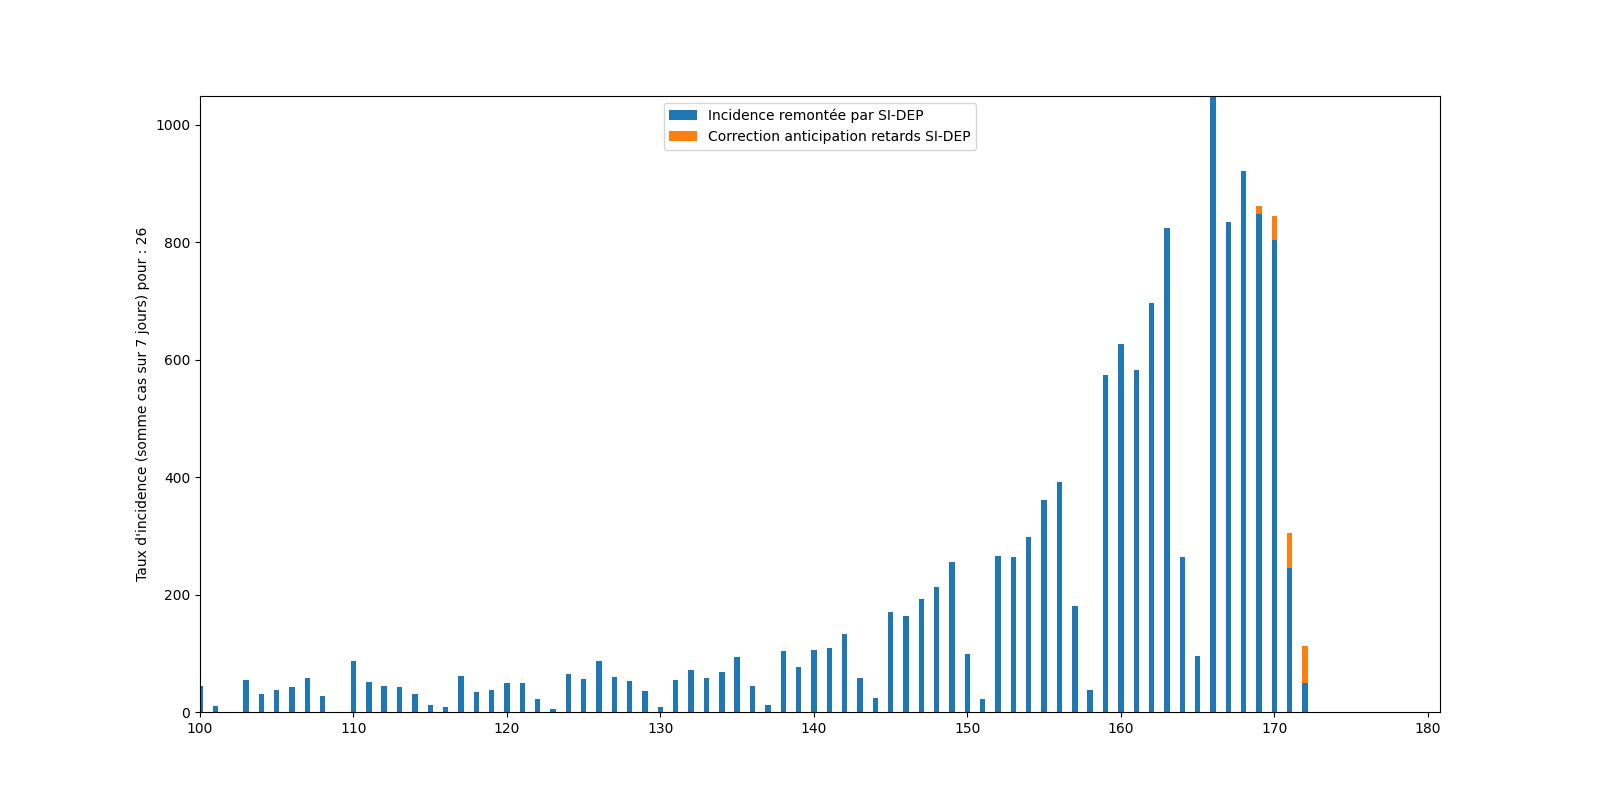 Incidence remontée par SI-DEP
Correction anticipation retards SI-DEP
Taux d'incidence (somme cas sur 7 jours) pour : 26
1000
800
600
400
200
0
100 110 120 130 140 150 160 170 180